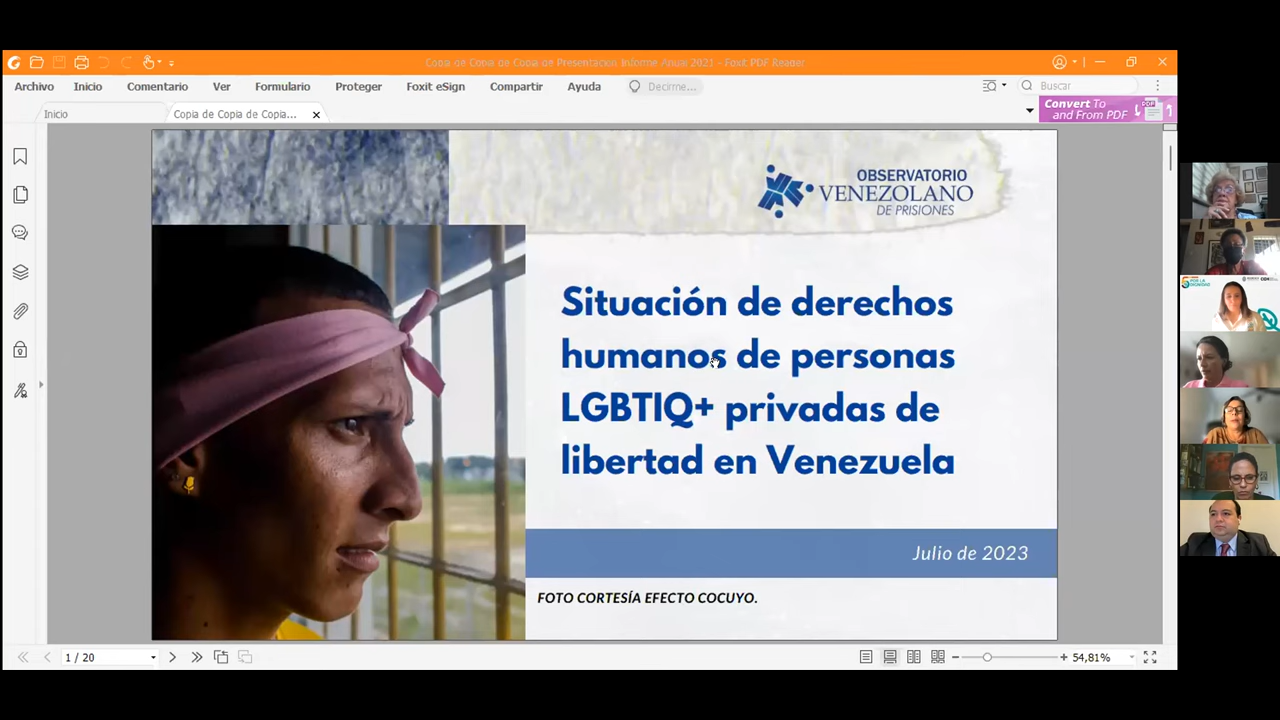 Copia de Copia de Copia de Presentación Informe Anual 2021 - Foxit PDF Reader
Archivo Inicio Comentario Ver Formulario Proteger Foxit eSign Compartir Ayuda Decirme... Buscar
Inicio Copia de Copia de Copia...
Convert To
and From PDF
PDF
OBSERVATORIO
VENEZOLANO
DE PRISIONES
Situación de derechos
humanos de personas
LGBTIQ+ privadas de
libertad en Venezuela
Julio de 2023
FOTO CORTESÍA EFECTO COCUYO.
1 / 20
54,81%